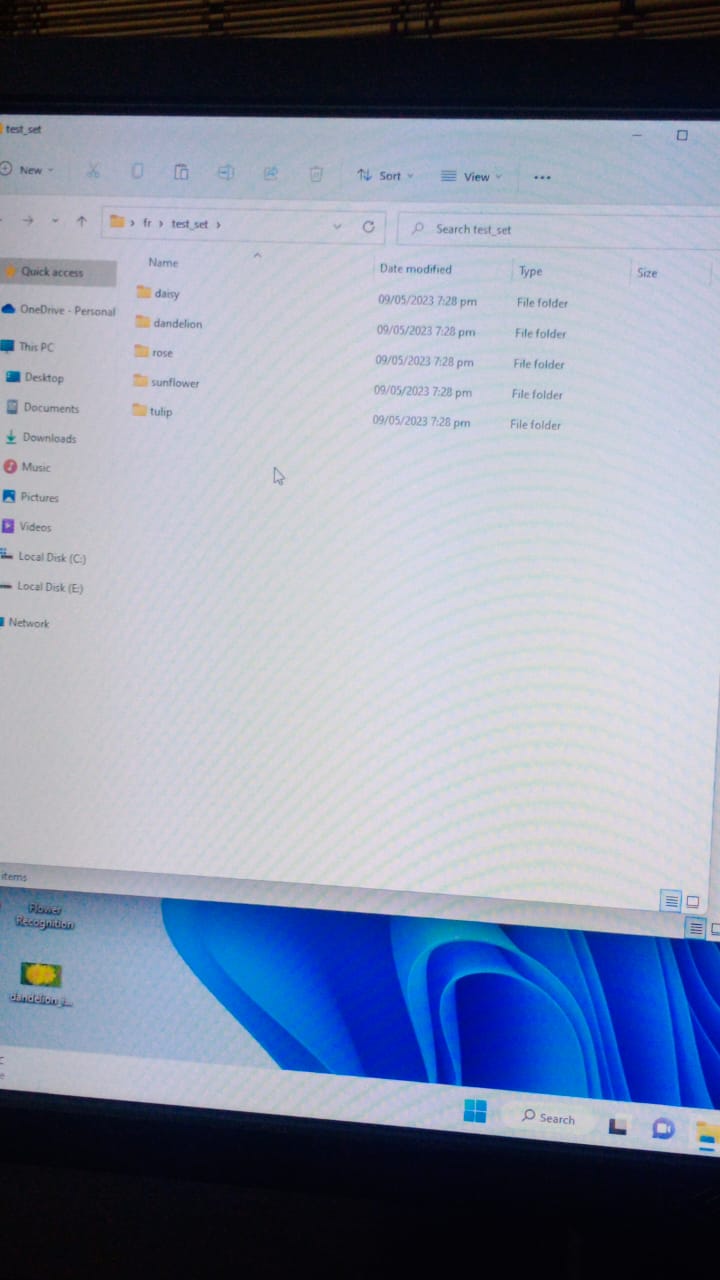 test_set
New
Sort
View
fr > test_set >
Search test_set
Name Date modified Type Size
Quick access
OneDrive - Personal
This PC
Desktop
Documents
Downloads
Music
Pictures
Videos
Local Disk (C:)
Local Disk (E:)
Network
daisy 09/05/2023 7:28 pm File folder
dandelion 09/05/2023 7:28 pm File folder
rose 09/05/2023 7:28 pm File folder
sunflower 09/05/2023 7:28 pm File folder
tulip 09/05/2023 7:28 pm File folder
items
Flower
Recognition
Search